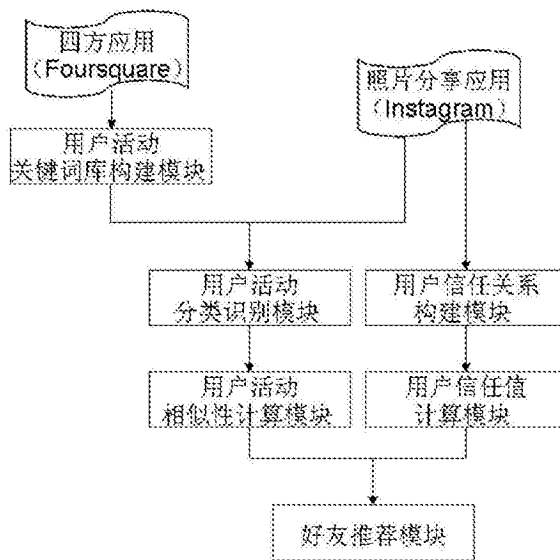 四方应用
（Foursquare）
照片分享应用
（Instagram）
用户活动
关键词库构建模块
用户活动
分类识别模块
用户信任关系
构建模块
用户活动
相似性计算模块
用户信任值
计算模块
好友推荐模块